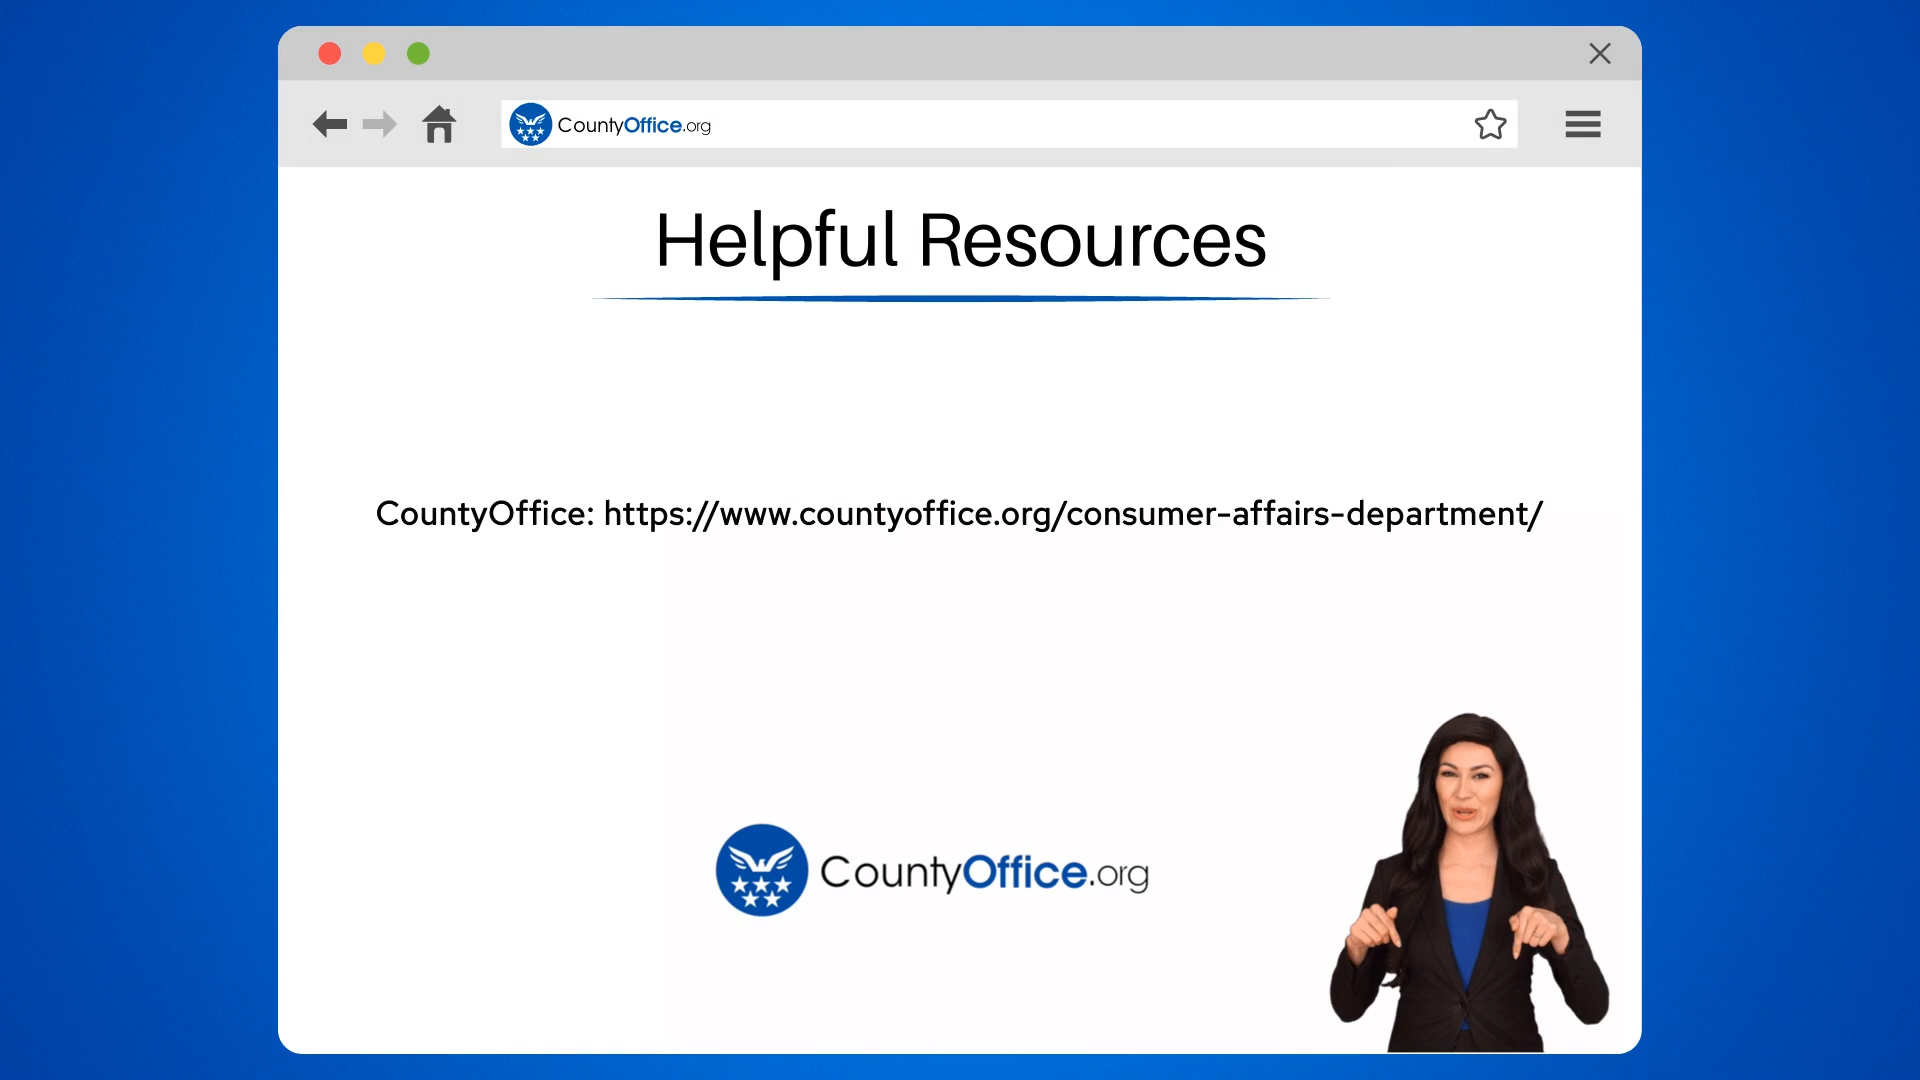 CountyOffice.org
Helpful Resources
CountyOffice: https://www.countyoffice.org/consumer-affairs-department/
CountyOffice.org